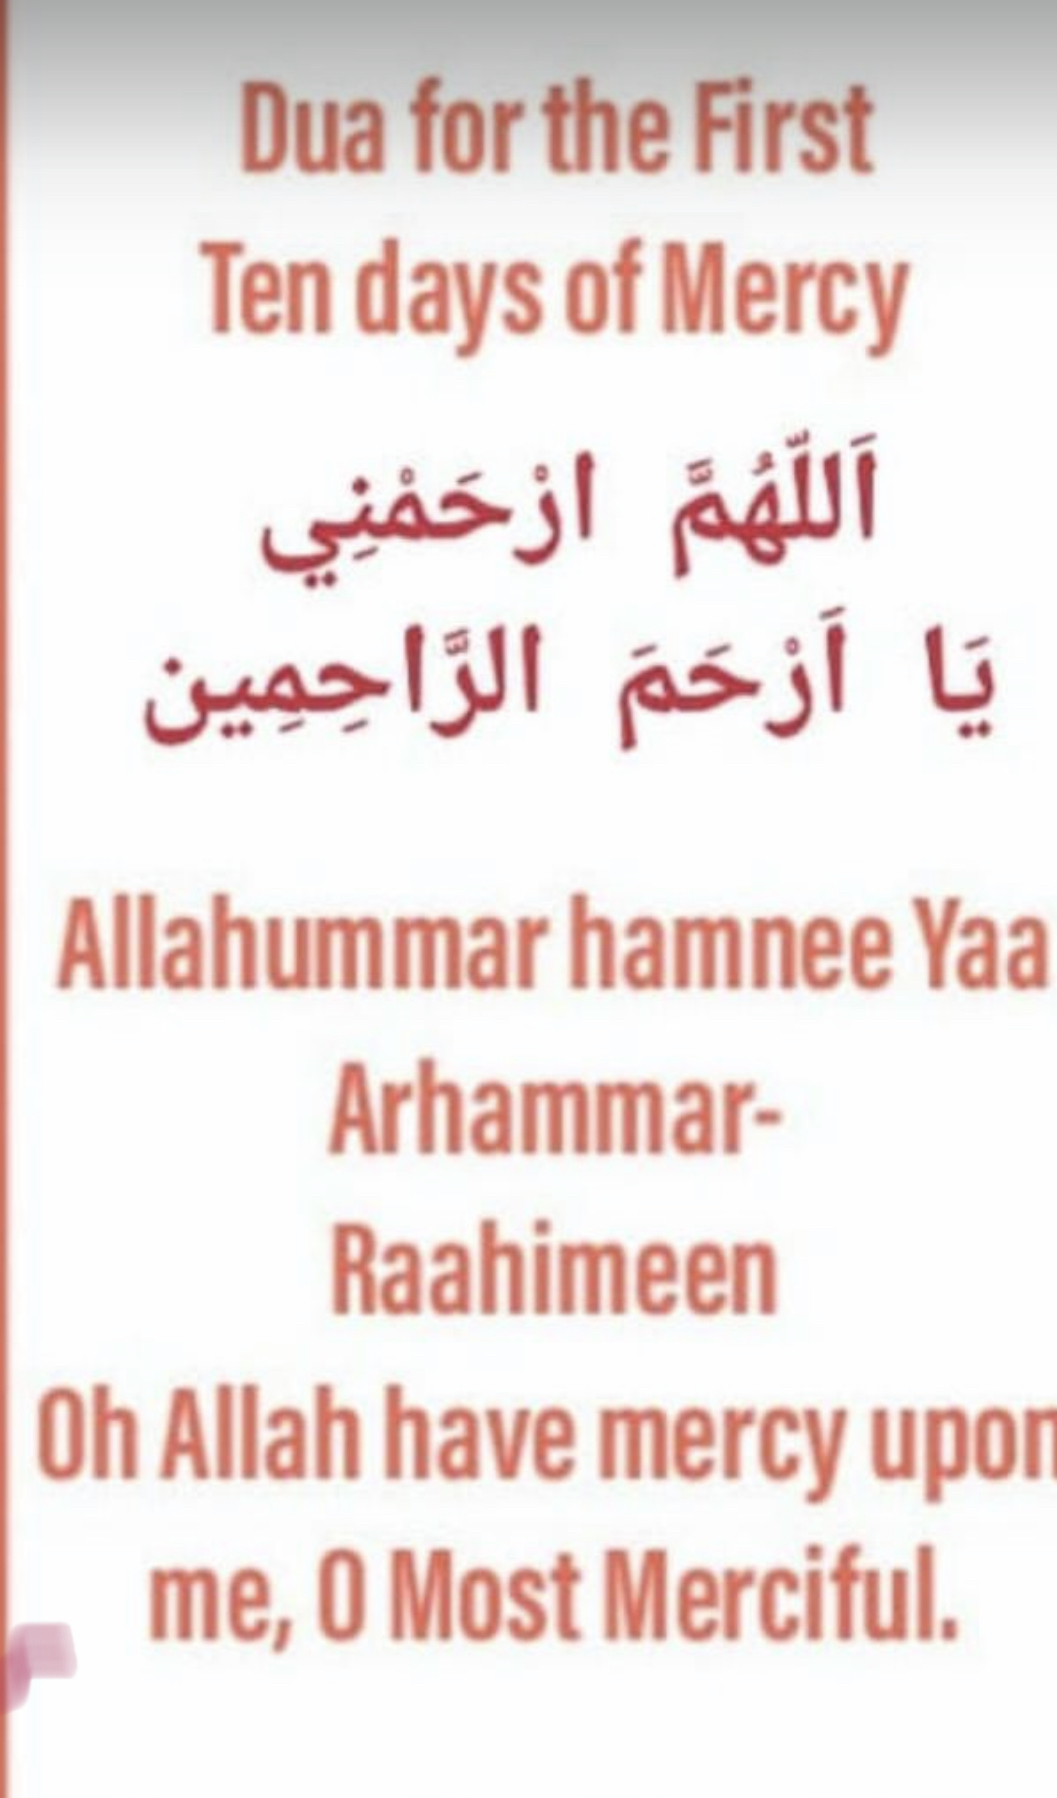 Dua for the First
Ten days of Mercy
اَللّٰهُمَّ ارْحَمْنِي
يَا اَرْحَمَ الرَّاحِمِين
Allahummar hamnee Yaa
Arhammar-
Raahimeen
Oh Allah have mercy upon
me, O Most Merciful.